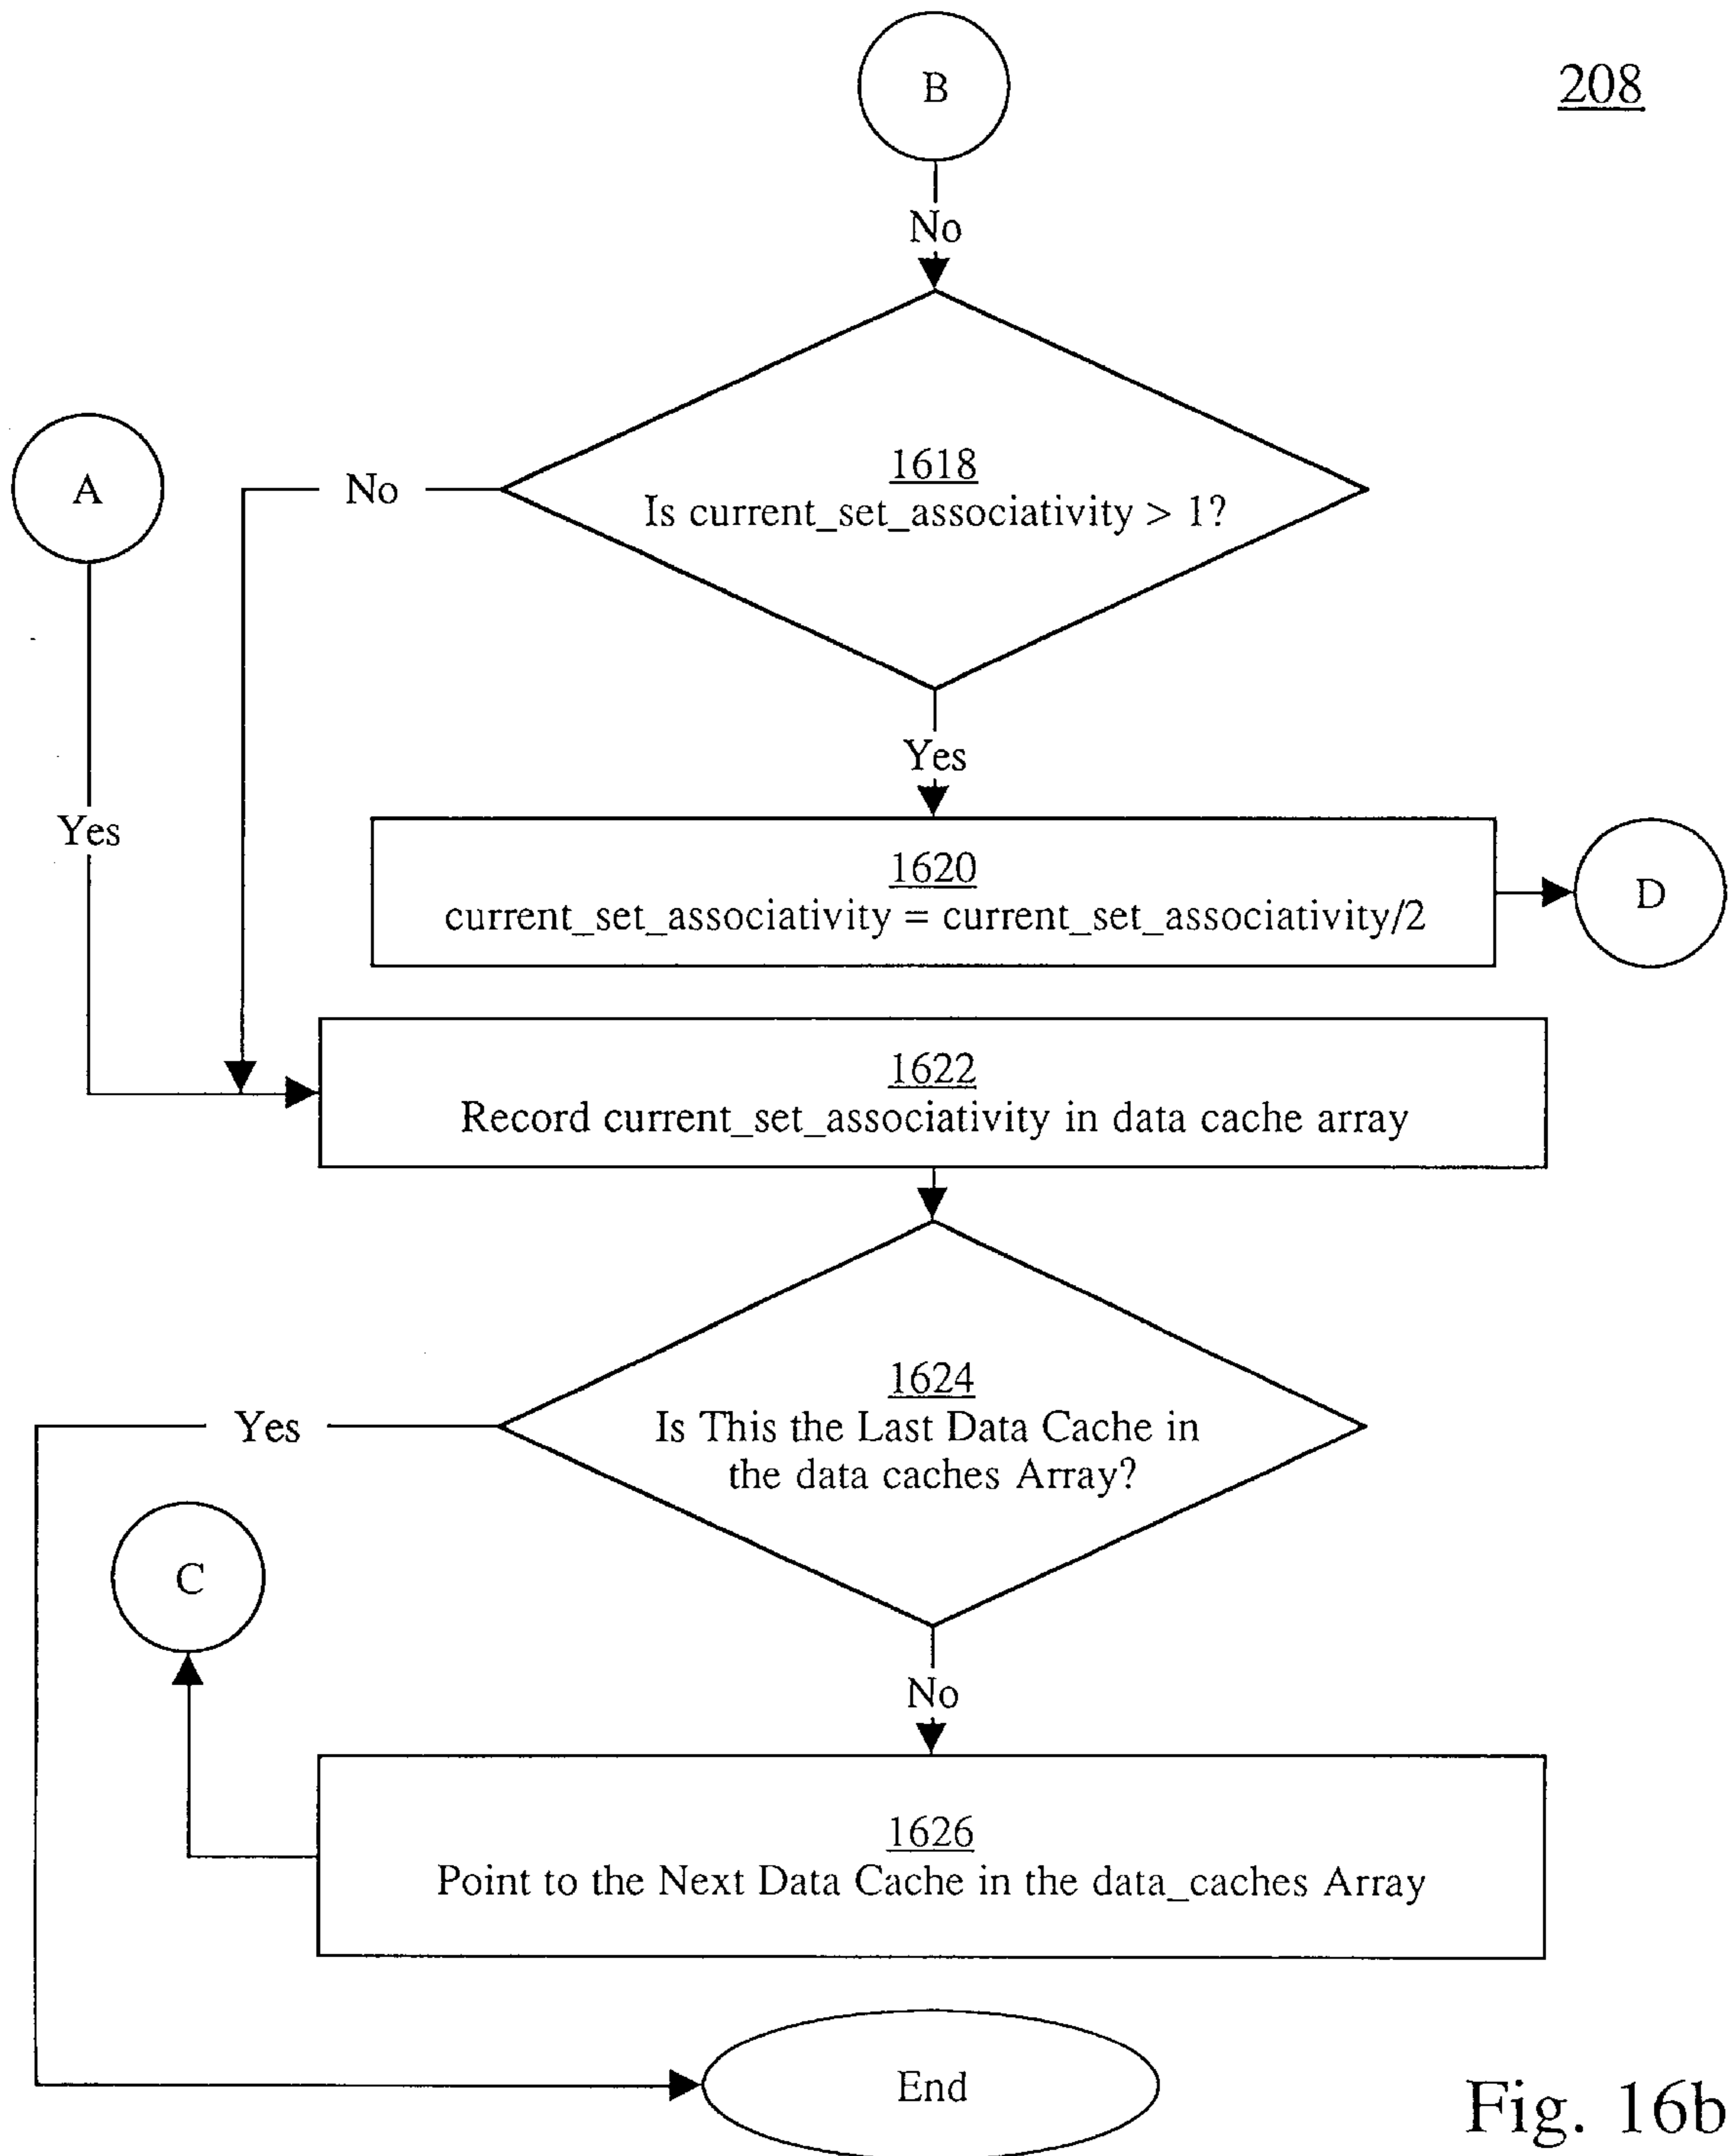 B
208
No
A
No
1618
Is current_set_associativity > 1?
Yes
Yes
1620
current_set_associativity = current_set_associativity/2
D
1622
Record current_set_associativity in data cache array
1624
Is This the Last Data Cache in
the data caches Array?
Yes
C
No
1626
Point to the Next Data Cache in the data_caches Array
End
Fig. 16b